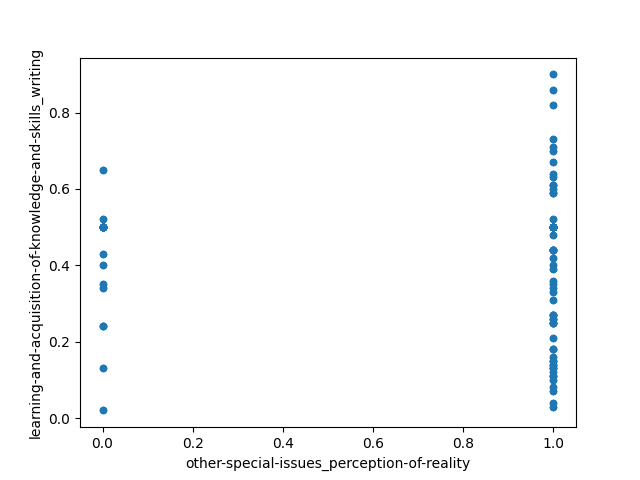 learning-and-acquisition-of-knowledge-and-skills_writing
0.8
0.6
0.4
0.2
0.0
0.0 0.2 0.4 0.6 0.8 1.0
other-special-issues_perception-of-reality